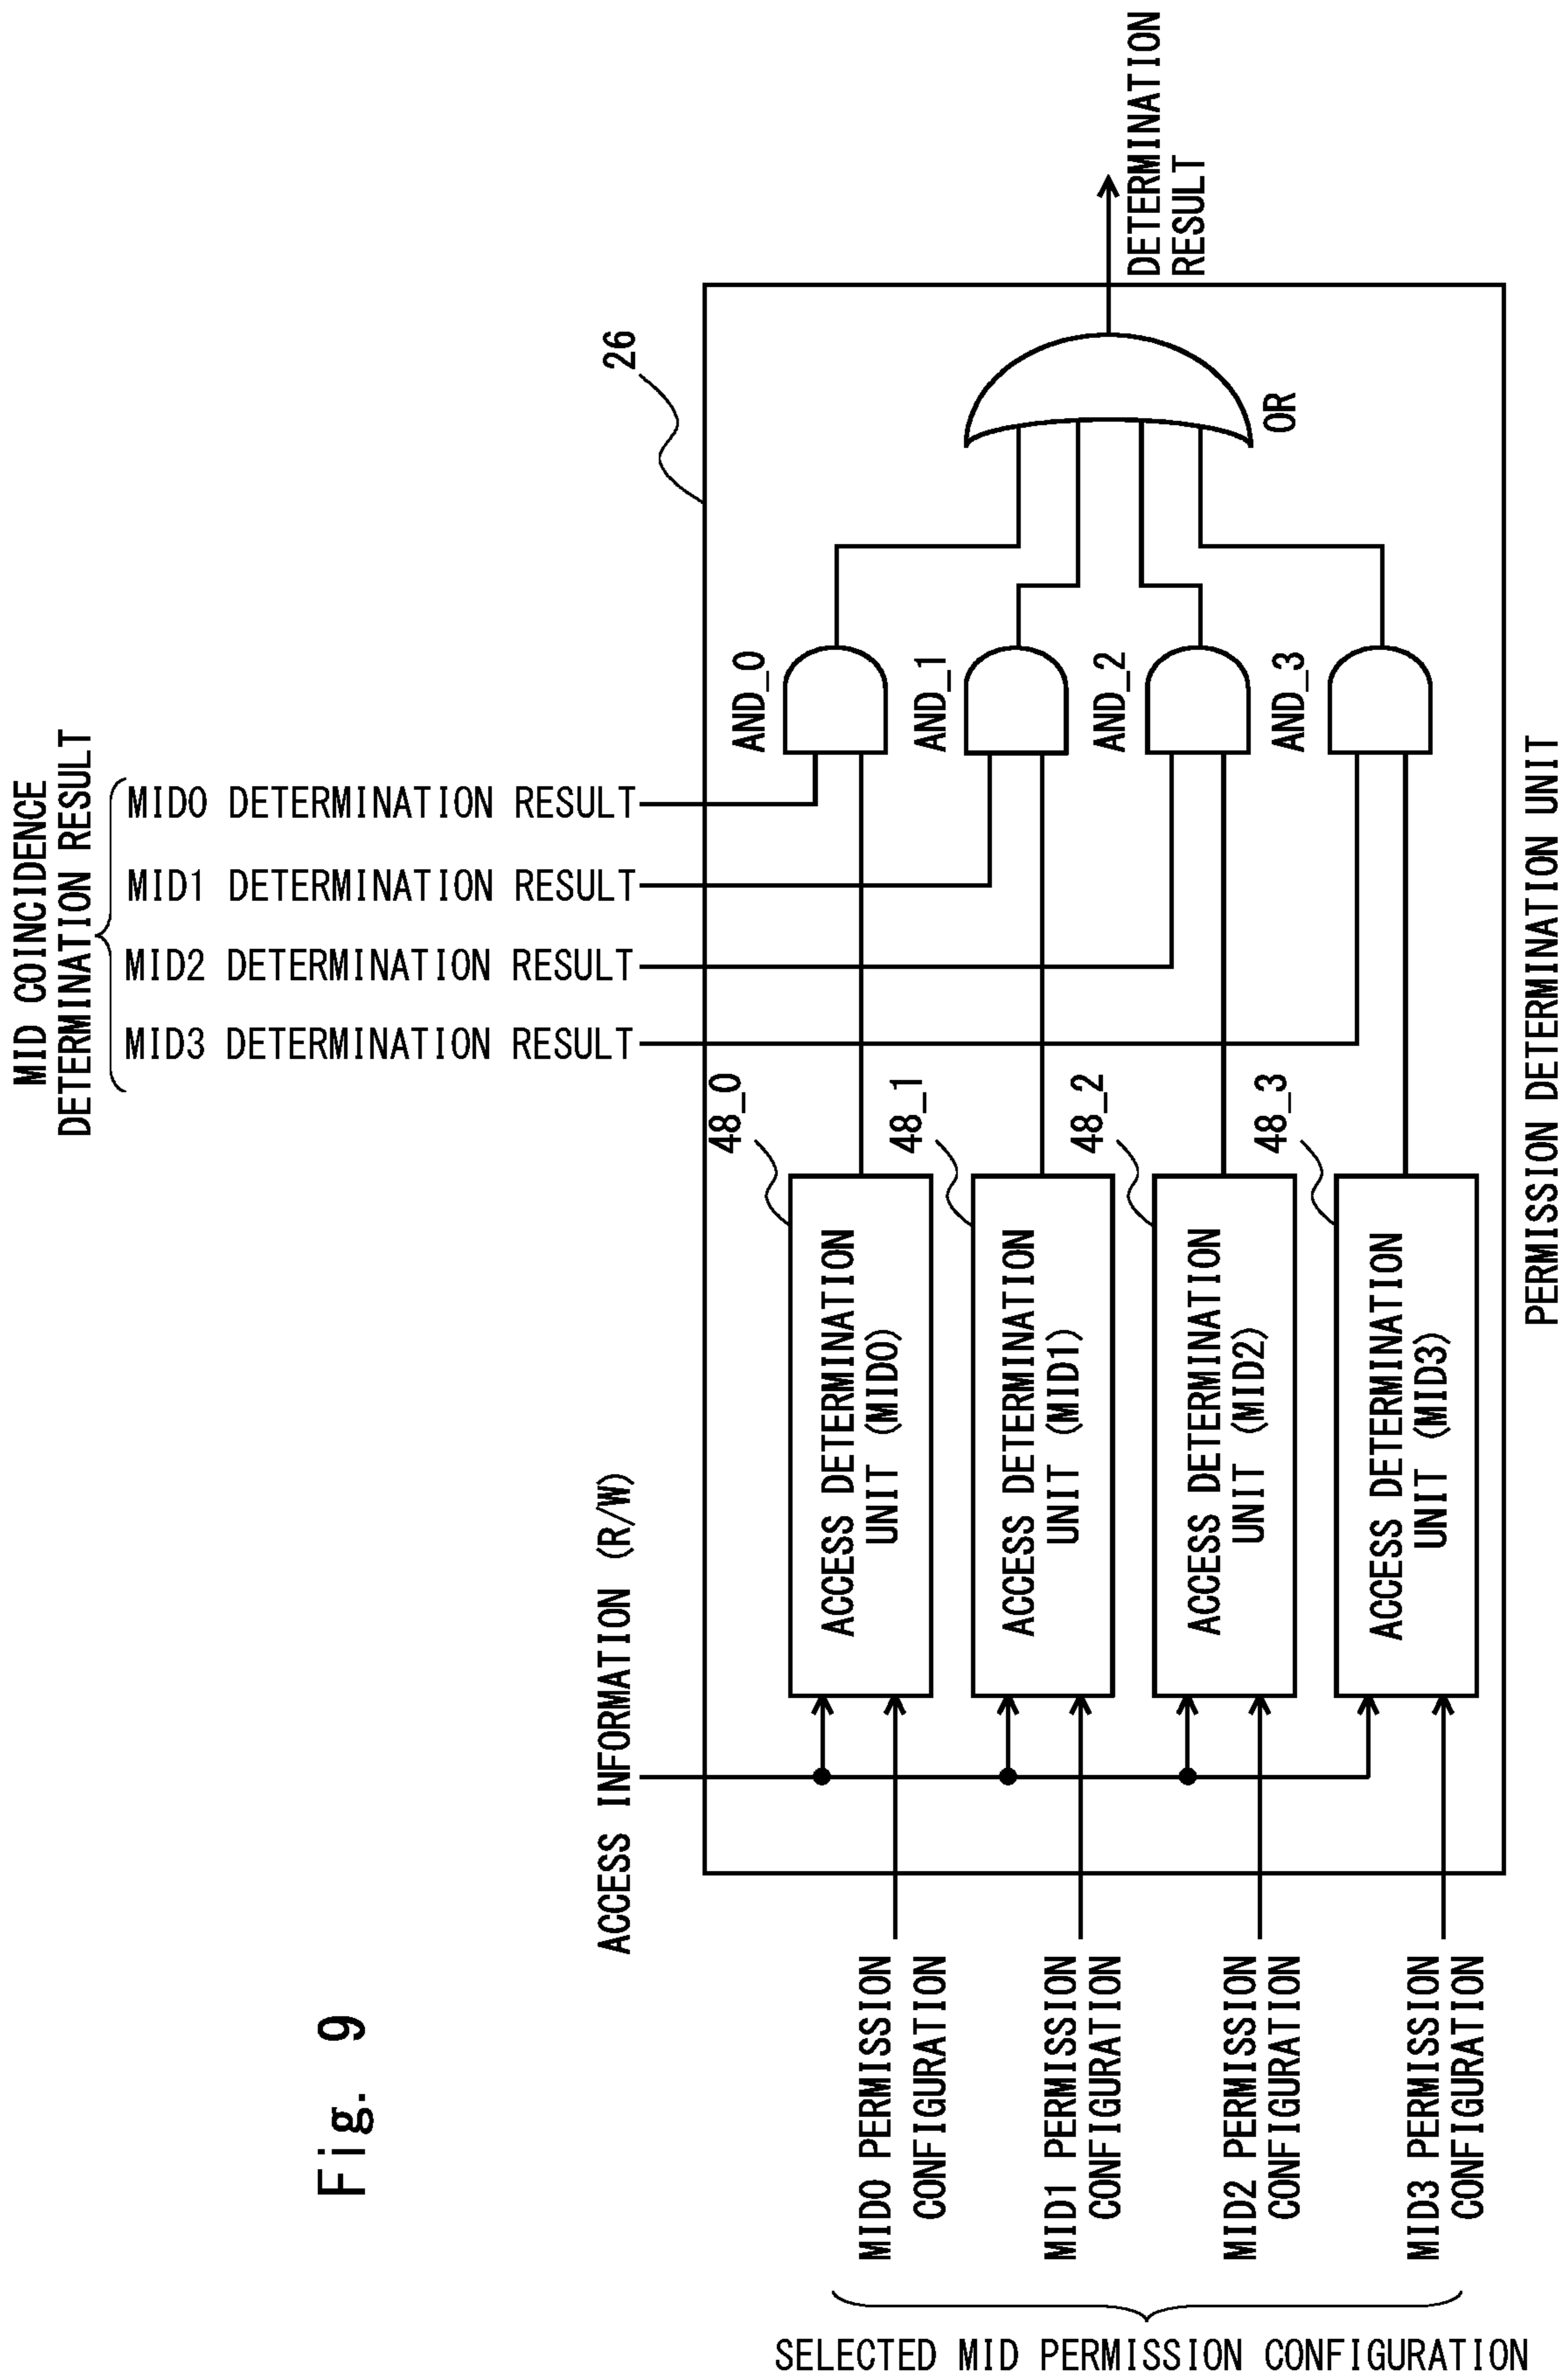 Fig. 9
MID COINCIDENCE
DETERMINATION RESULT
MID0 DETERMINATION RESULT
MID1 DETERMINATION RESULT
MID2 DETERMINATION RESULT
MID3 DETERMINATION RESULT
ACCESS INFORMATION (R/W)
26
SELECTED MID PERMISSION CONFIGURATION
MID0 PERMISSION
CONFIGURATION
ACCESS DETERMINATION
UNIT (MID0)
48_0
AND_0
MID1 PERMISSION
CONFIGURATION
ACCESS DETERMINATION
UNIT (MID1)
48_1
AND_1
MID2 PERMISSION
CONFIGURATION
ACCESS DETERMINATION
UNIT (MID2)
48_2
AND_2
MID3 PERMISSION
CONFIGURATION
ACCESS DETERMINATION
UNIT (MID3)
48_3
AND_3
OR
DETERMINATION
RESULT
PERMISSION DETERMINATION UNIT